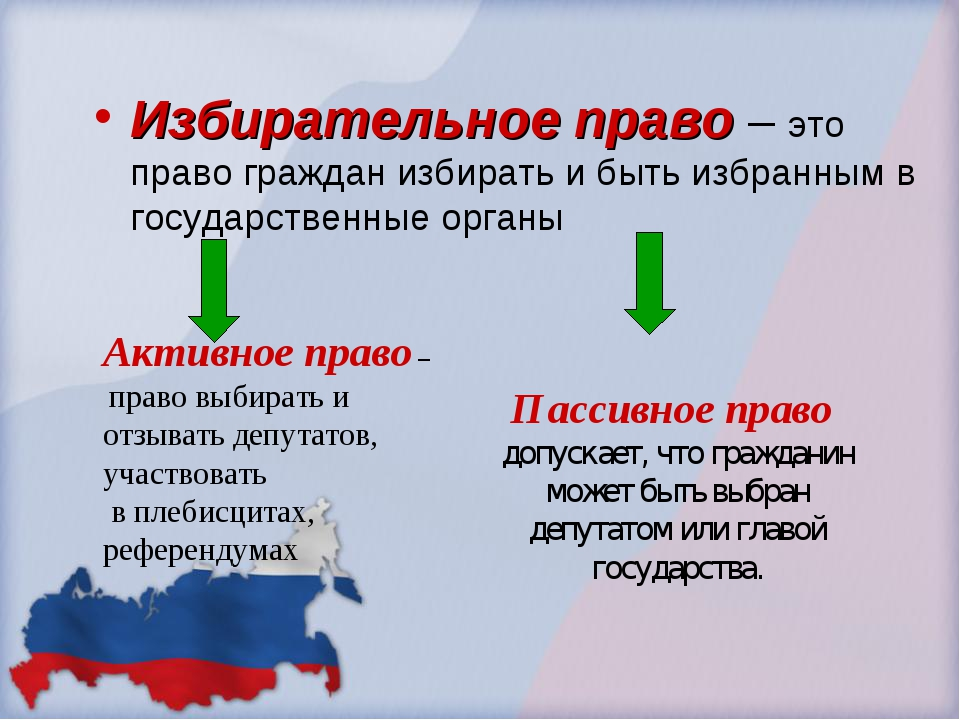 • Избирательное право – это
право граждан избирать и быть избранным в
государственные органы
Активное право –
право выбирать и
отзывать депутатов,
участвовать
в плебисцитах,
референдумах
Пассивное право
допускает, что гражданин
может быть выбран
депутатом или главой
государства.